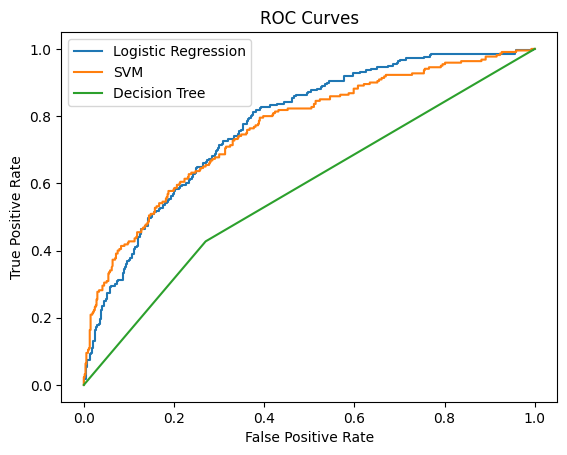 ROC Curves
Logistic Regression
SVM
Decision Tree
True Positive Rate
1.0
0.8
0.6
0.4
0.2
0.0
0.0 0.2 0.4 0.6 0.8 1.0
False Positive Rate